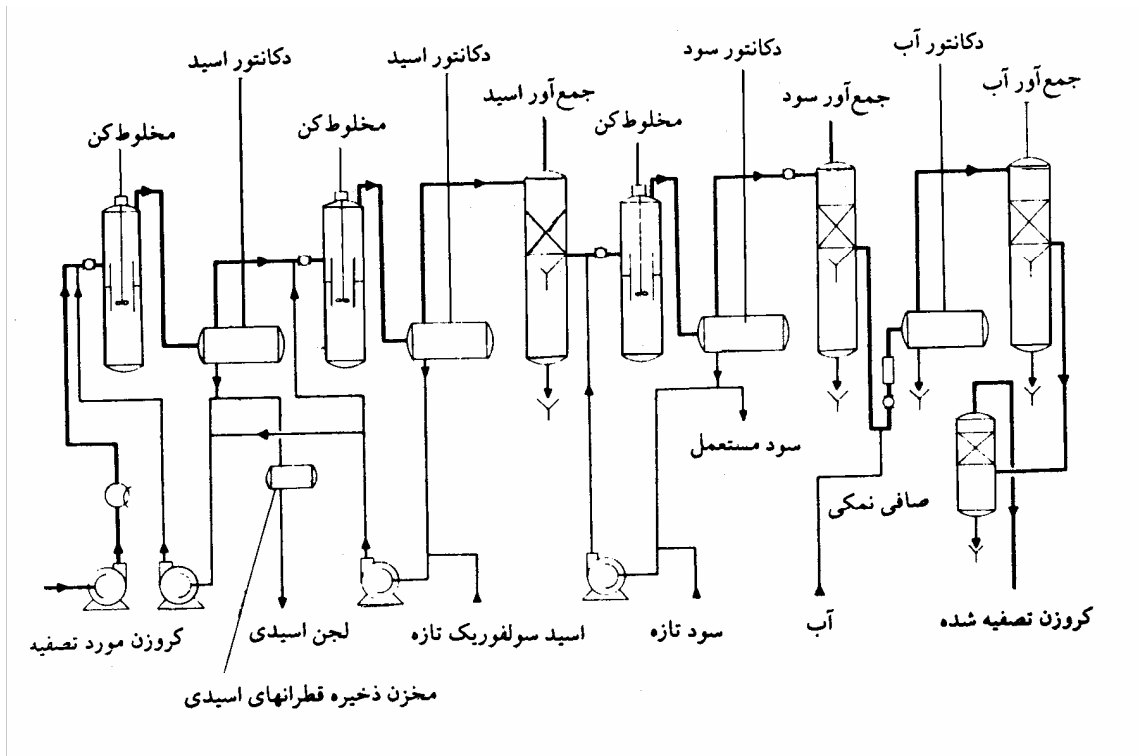 دکانتور اسید
دکانتور اسید
دکانتور سود
دکانتور آب
مخلوط‌کن
مخلوط‌کن
جمع‌آور اسید
مخلوط‌کن
جمع‌آور سود
جمع‌آور آب
سود مستعمل
صافی نمکی
کروزن مورد تصفیه
لجن اسیدی
اسید سولفوریک تازه
سود تازه
آب
کروزن تصفیه شده
مخزن ذخیره قطرانهای اسیدی